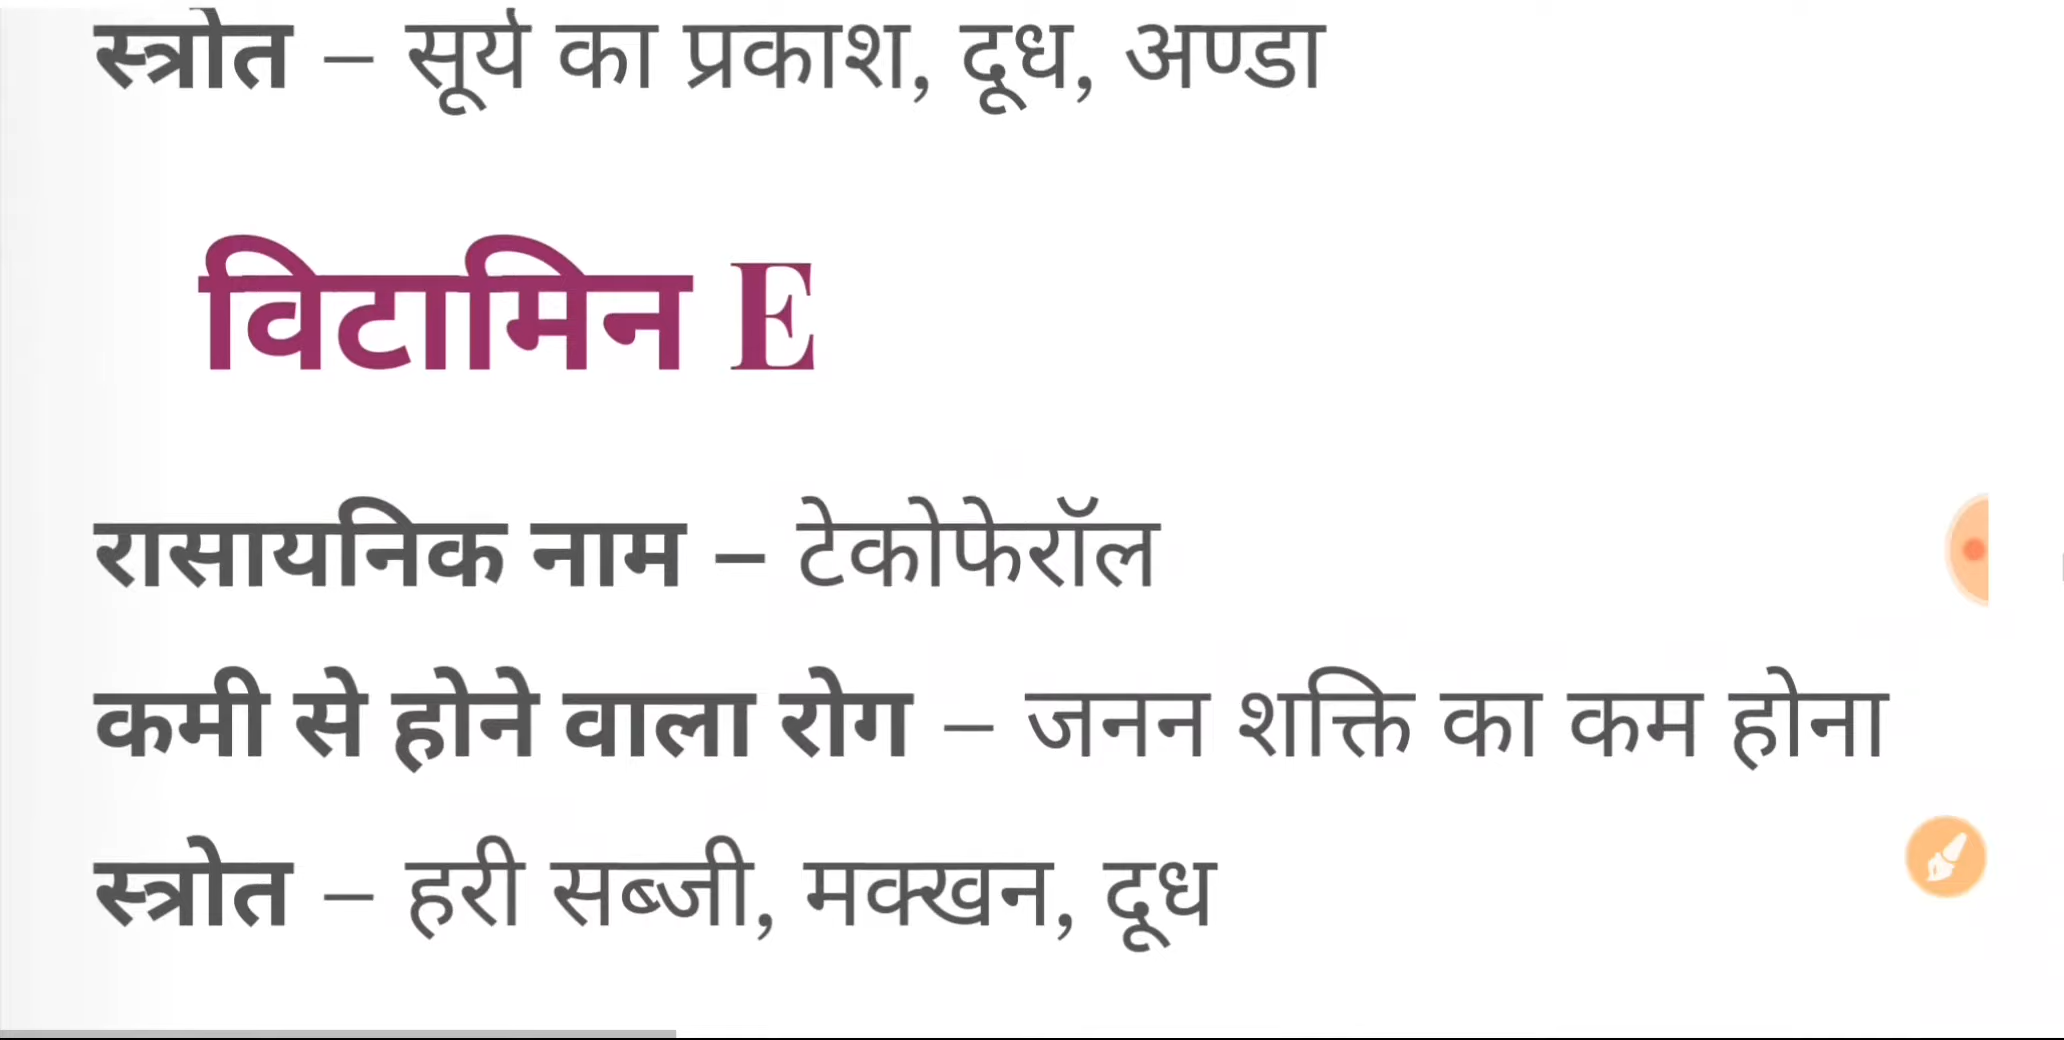 स्त्रोत – सूर्य का प्रकाश, दूध, अण्डा
विटामिन E
रासायनिक नाम – टेकोफेरॉल
कमी से होने वाला रोग – जनन शक्ति का कम होना
स्त्रोत – हरी सब्जी, मक्खन, दूध